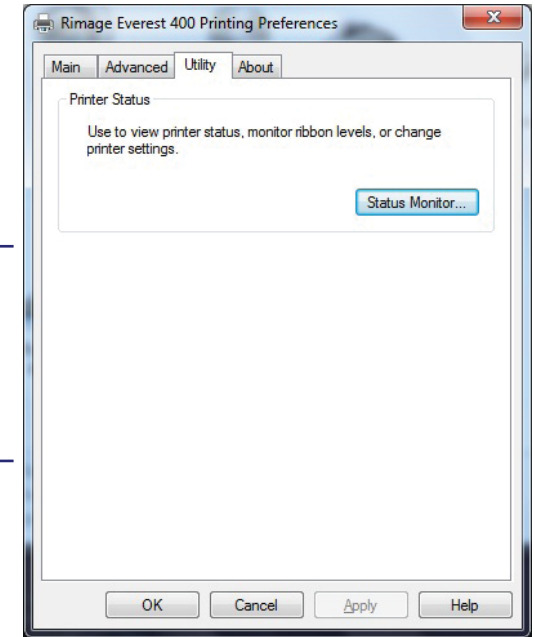 Rimage Everest 400 Printing Preferences
Main Advanced Utility About
Printer Status
Use to view printer status, monitor ribbon levels, or change
printer settings.
Status Monitor...
OK Cancel Apply Help